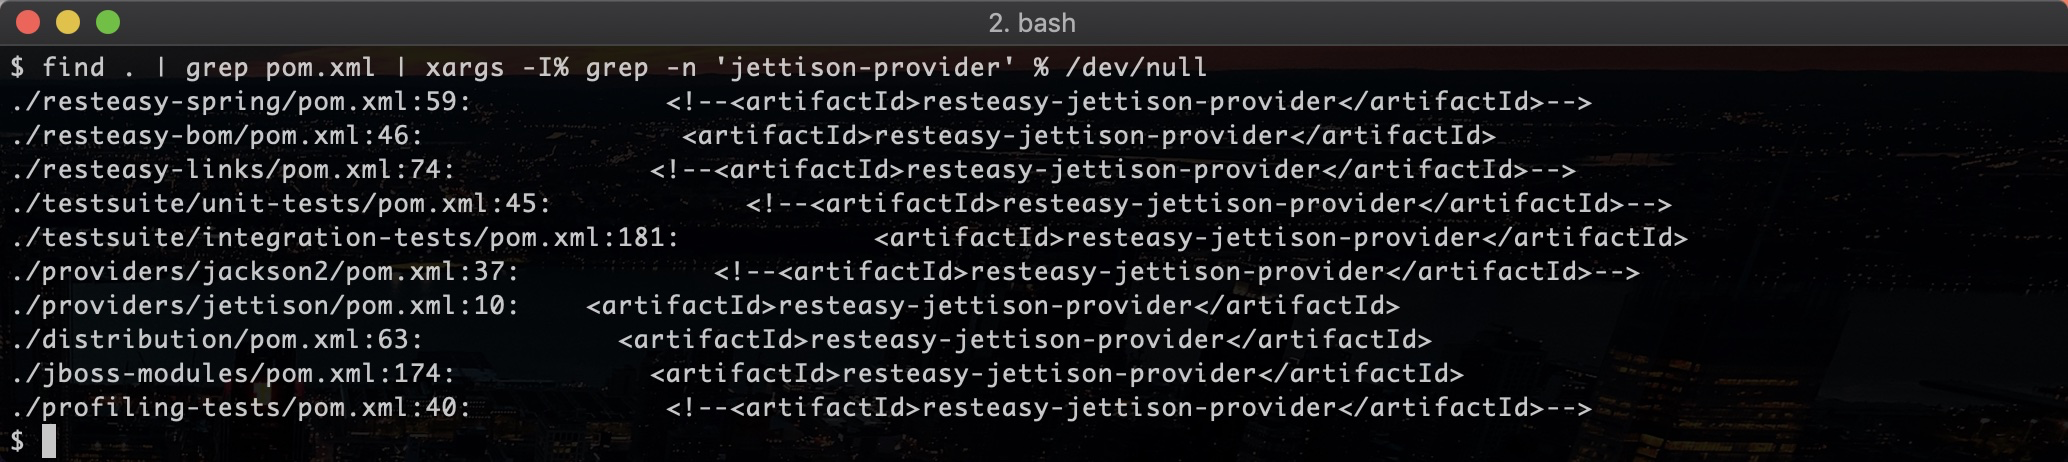 2. bash
$ find . | grep pom.xml | xargs -I% grep -n 'jettison-provider' % /dev/null
./resteasy-spring/pom.xml:59:            <!--<artifactId>resteasy-jettison-provider</artifactId>-->
./resteasy-bom/pom.xml:46:                <artifactId>resteasy-jettison-provider</artifactId>
./resteasy-links/pom.xml:74:            <!--<artifactId>resteasy-jettison-provider</artifactId>-->
./testsuite/unit-tests/pom.xml:45:            <!--<artifactId>resteasy-jettison-provider</artifactId>-->
./testsuite/integration-tests/pom.xml:181:            <artifactId>resteasy-jettison-provider</artifactId>
./providers/jackson2/pom.xml:37:            <!--<artifactId>resteasy-jettison-provider</artifactId>-->
./providers/jettison/pom.xml:10:    <artifactId>resteasy-jettison-provider</artifactId>
./distribution/pom.xml:63:            <artifactId>resteasy-jettison-provider</artifactId>
./jboss-modules/pom.xml:174:            <artifactId>resteasy-jettison-provider</artifactId>
./profiling-tests/pom.xml:40:            <!--<artifactId>resteasy-jettison-provider</artifactId>-->
$